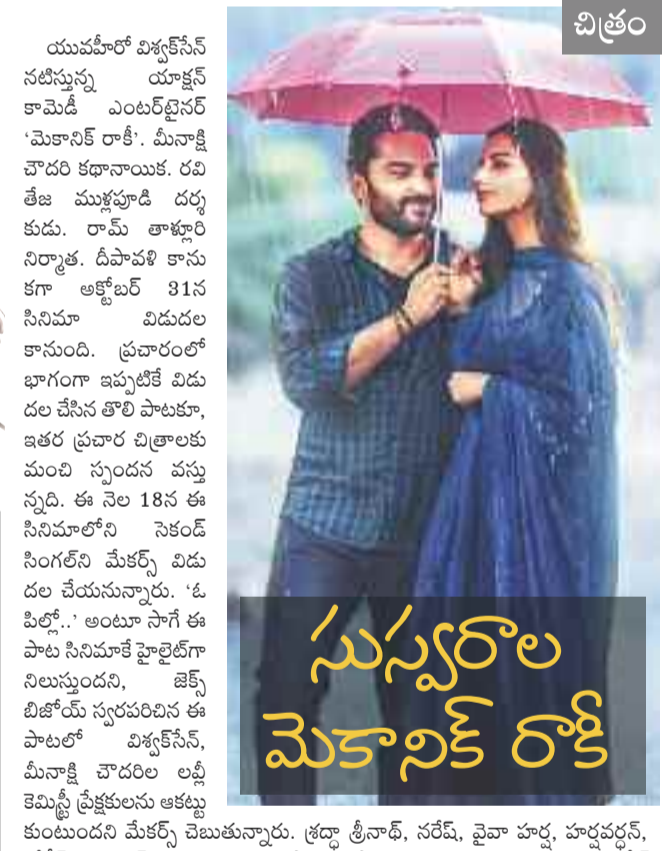 చిత్రం
యువహీరో విశ్వక్‌సేన్
నటిస్తున్న యాక్షన్
కామెడీ ఎంటర్‌టైనర్
‘మెకానిక్ రాకీ’. మీనాక్షి
చౌదరి కథానాయిక. రవి
తేజ ముళ్లపూడి దర్శ
కుడు. రామ్ తాళ్లూరి
నిర్మాత. దీపావళి కాను
కగా అక్టోబర్ 31న
సినిమా విడుదల
కానుంది. ప్రచారంలో
భాగంగా ఇప్పటికే విడు
దల చేసిన తొలి పాటకూ,
ఇతర ప్రచార చిత్రాలకు
మంచి స్పందన వస్తు
న్నది. ఈ నెల 18న ఈ
సినిమాలోని సెకండ్
సింగల్‌ని మేకర్స్ విడు
దల చేయనున్నారు. ‘ఓ
పిల్లో..’ అంటూ సాగే ఈ
పాట సినిమాకే హైలైట్‌గా
నిలుస్తుందని, జెక్స్
బిజోయ్ స్వరపరిచిన ఈ
పాటలో విశ్వక్‌సేన్,
మీనాక్షి చౌదరిల లవ్లీ
కెమిస్ట్రీ ప్రేక్షకులను ఆకట్టు
కుంటుందని మేకర్స్ చెబుతున్నారు. శ్రద్ధా శ్రీనాథ్, నరేష్, వైవా హర్ష, హర్షవర్ధన్,
సుస్వరాల
మెకానిక్ రాకీ